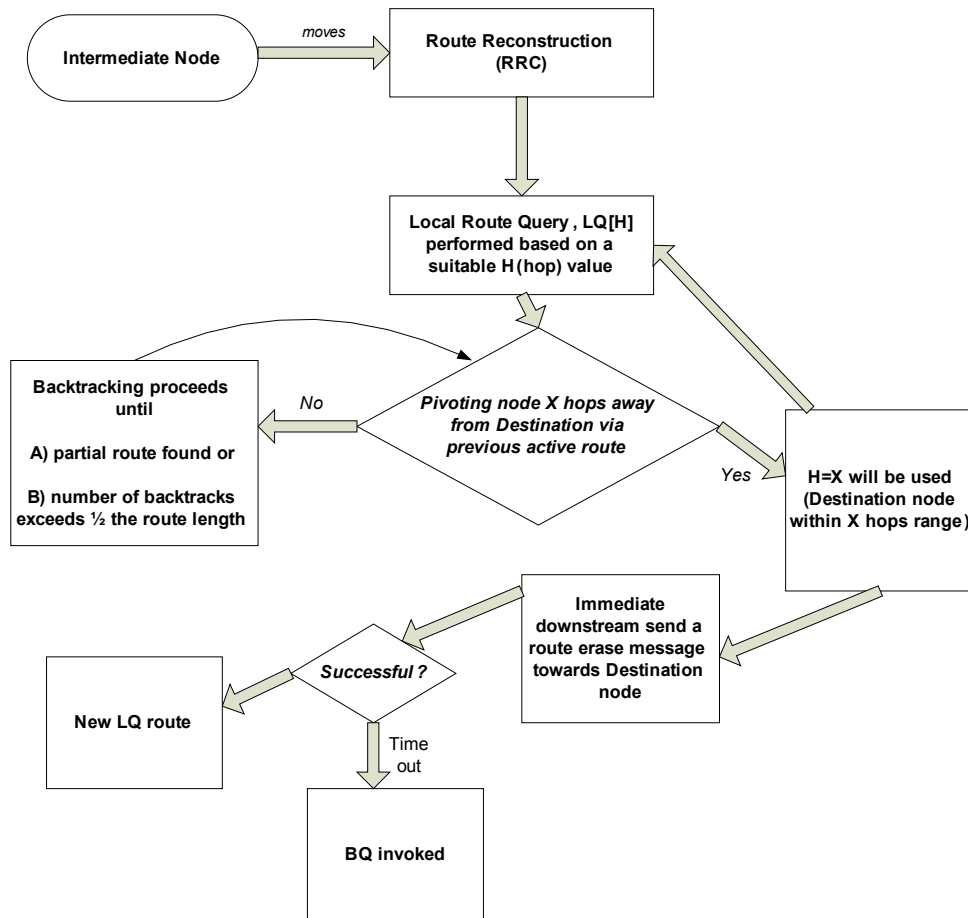 Intermediate Node
moves
Route Reconstruction
(RRC)
Local Route Query , LQ[H]
performed based on a
suitable H(hop) value
Backtracking proceeds
until
A) partial route found or
B) number of backtracks
exceeds ½ the route length
No
Pivoting node X hops away
from Destination via
previous active route
Yes
H=X will be used
(Destination node
within X hops range)
Immediate
downstream send a
route erase message
towards Destination
node
Successful ?
New LQ route
Time
out
BQ invoked